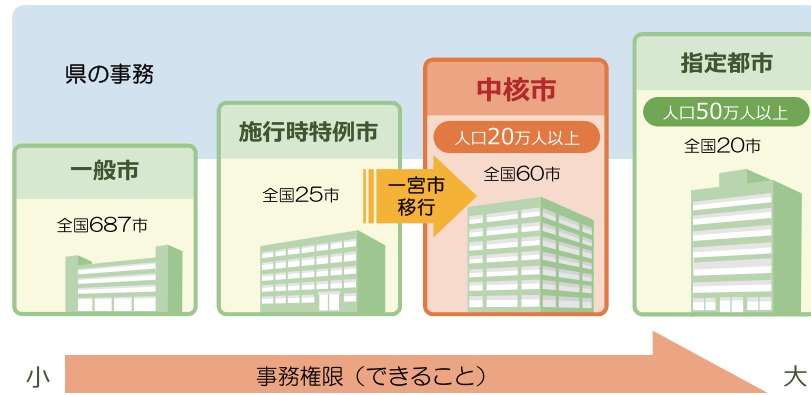 県の事務
一般市
全国687市
施行時特例市
全国25市
一宮市
移行
中核市
人口20万人以上
全国60市
指定都市
人口50万人以上
全国20市
小
事務権限（できること）
大